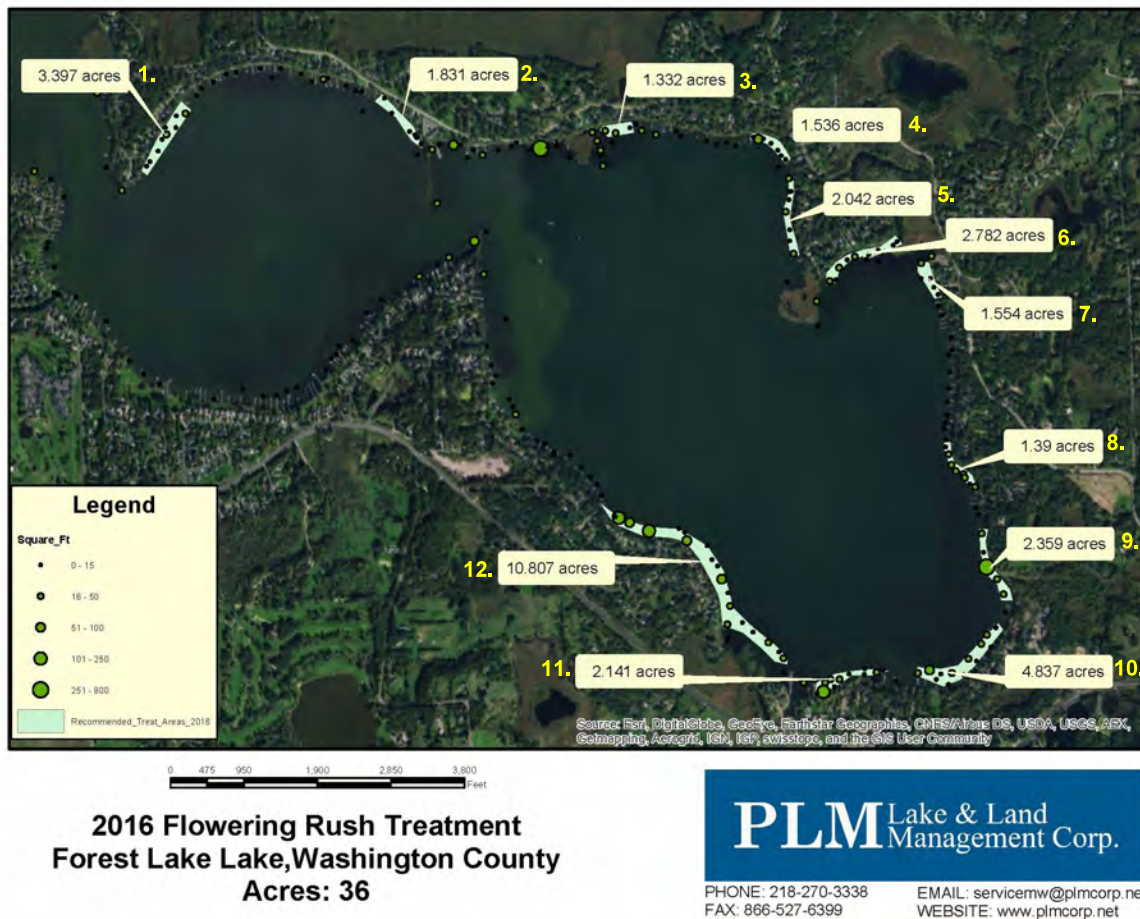 3.397 acres 1.
1.831 acres 2.
1.332 acres 3.
1.536 acres 4.
2.042 acres 5.
2.782 acres 6.
1.554 acres 7.
1.39 acres 8.
2.359 acres 9.
12. 10.807 acres
11. 2.141 acres
4.837 acres 10.
Legend
Square_Ft
0 - 15
16 - 50
51 - 100
101 - 250
251 - 800
Recommended_Treat_Areas_2016
Source: Esri, DigitalGlobe, GeoEye, Earthstar Geographics, CNES/Airbus DS, USDA, USGS, AEX,
Getmapping, Aerogrid, IGN, IGP, swisstopo, and the GIS User Community
0 475 950 1,900 2,850 3,800
Feet
2016 Flowering Rush Treatment
Forest Lake Lake,Washington County
Acres: 36
PLM Lake & Land
Management Corp.
PHONE: 218-270-3338 EMAIL: servicemw@plmcorp.ne
FAX: 866-527-6399 WEBSITE: www.plmcorp.net